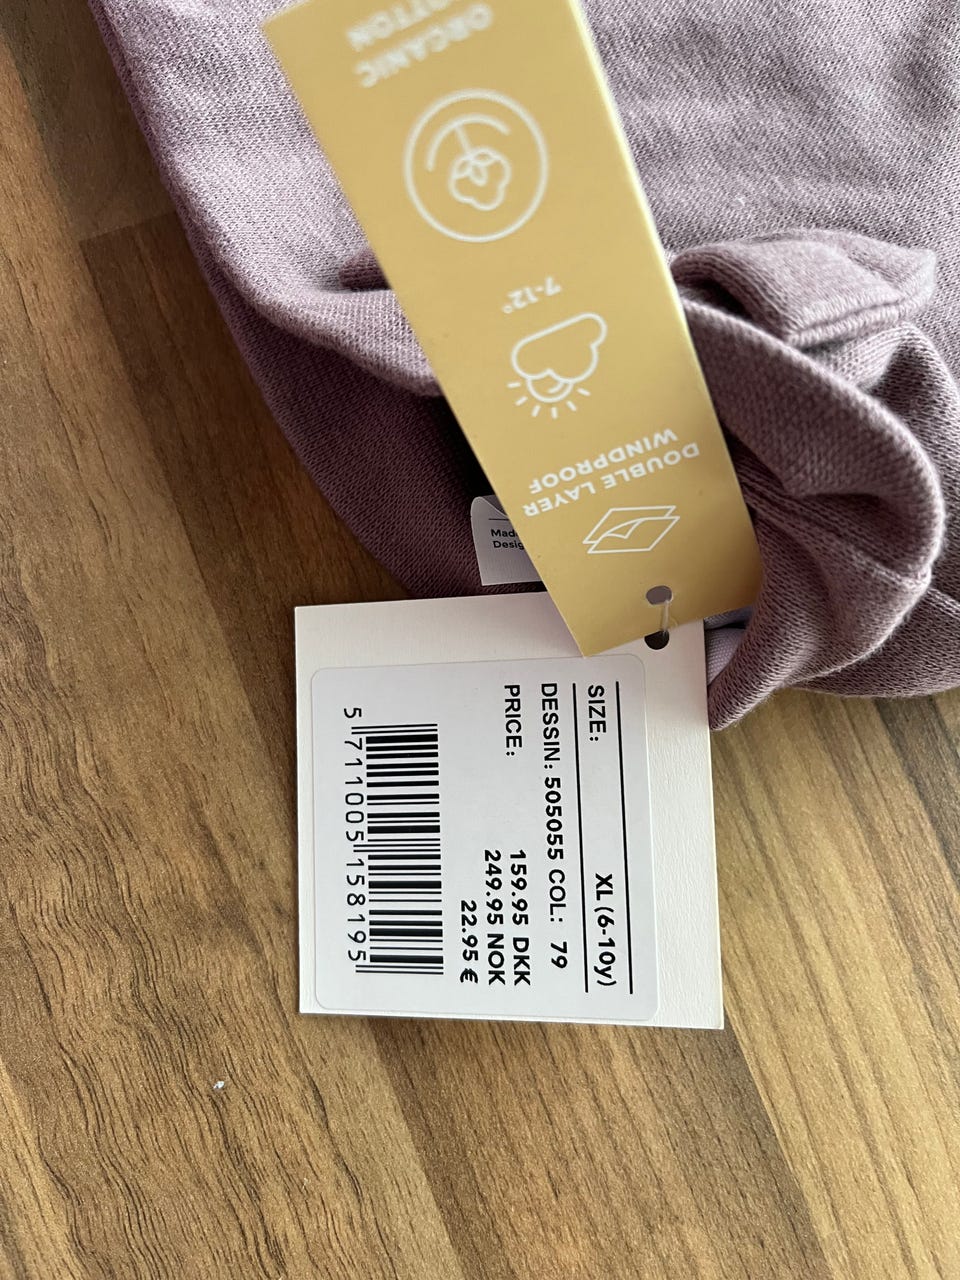 ORGANIC
COTTON
7-12°
DOUBLE LAYER
WINDPROOF
Made
SIZE: XL (6-10y)
DESSIN: 505055 COL: 79
PRICE: 159.95 DKK
249.95 NOK
22.95 €
5 711005 158195